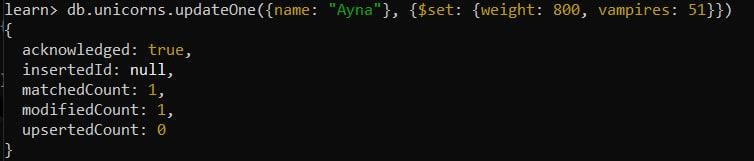 learn> db.unicorns.updateOne({name: "Ayna"}, {$set: {weight: 800, vampires: 51}})
{
  acknowledged: true,
  insertedId: null,
  matchedCount: 1,
  modifiedCount: 1,
  upsertedCount: 0
}